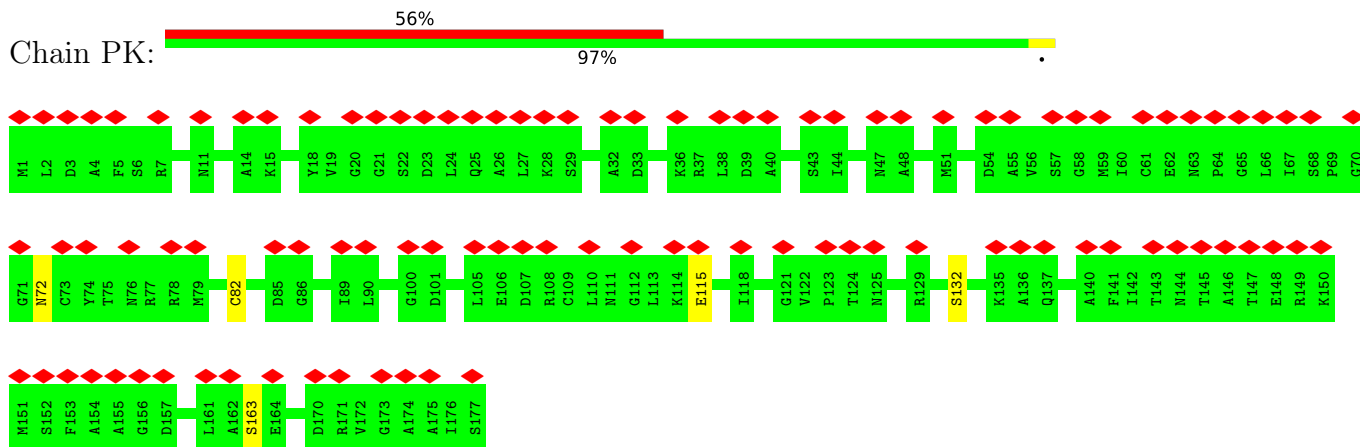 56%
Chain PK:
97% .
M1 L2 D3 A4 F5 S6 R7 N11 A14 K15 Y18 V19 G20 G21 S22 D23 L24 Q25 A26 L27 K28 S29 A32 D33 K36 R37 L38 D39 A40 S43 I44 N47 A48 M51 D54 A55 V56 S57 G58 M59 I60 C61 E62 N63 P64 G65 L66 I67 S68 P69 G70
G71 N72 C73 Y74 T75 N76 R77 R78 M79 C82 D85 G86 I89 L90 G100 D101 L105 E106 D107 R108 C109 L110 N111 G112 L113 K114 E115 I118 G121 V122 P123 T124 N125 R129 S132 K135 A136 Q137 A140 F141 I142 T143 N144 T145 A146 T147 E148 R149 K150
M151 S152 F153 A154 A155 G156 D157 L161 A162 S163 E164 D170 R171 V172 G173 A174 A175 I176 S177